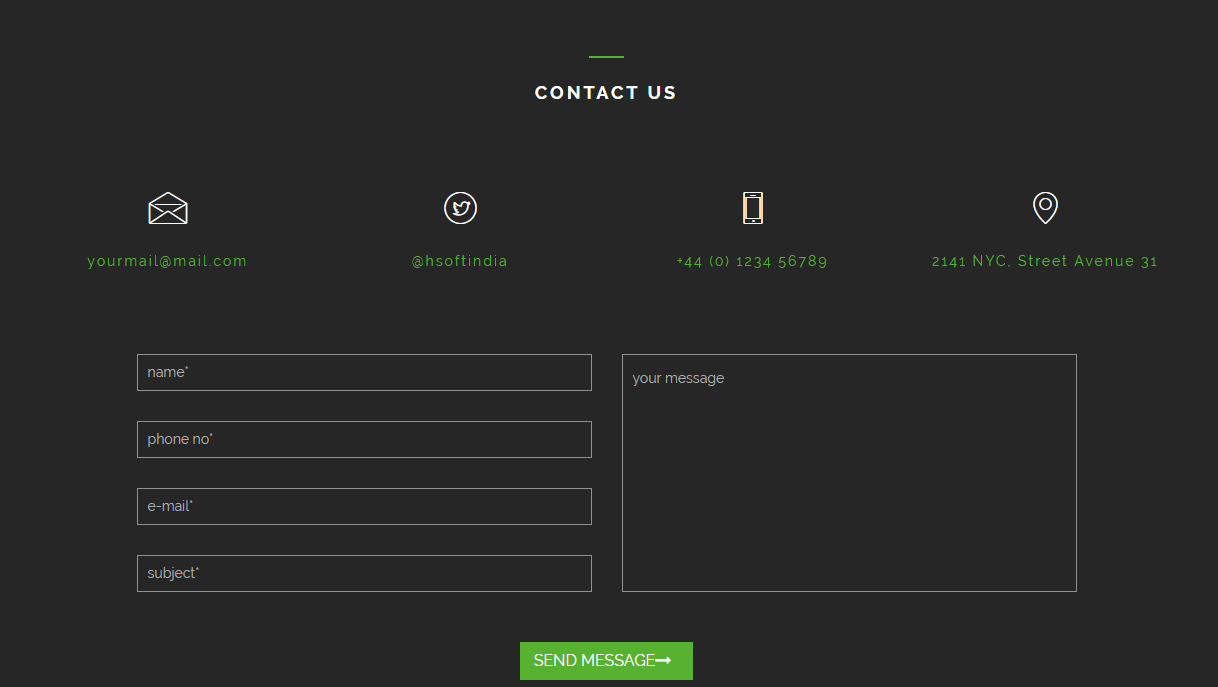 CONTACT US
yourmail@mail.com
@hsoftindia
+44 (0) 1234 56789
2141 NYC, Street Avenue 31
name*
your message
phone no*
e-mail*
subject*
SEND MESSAGE